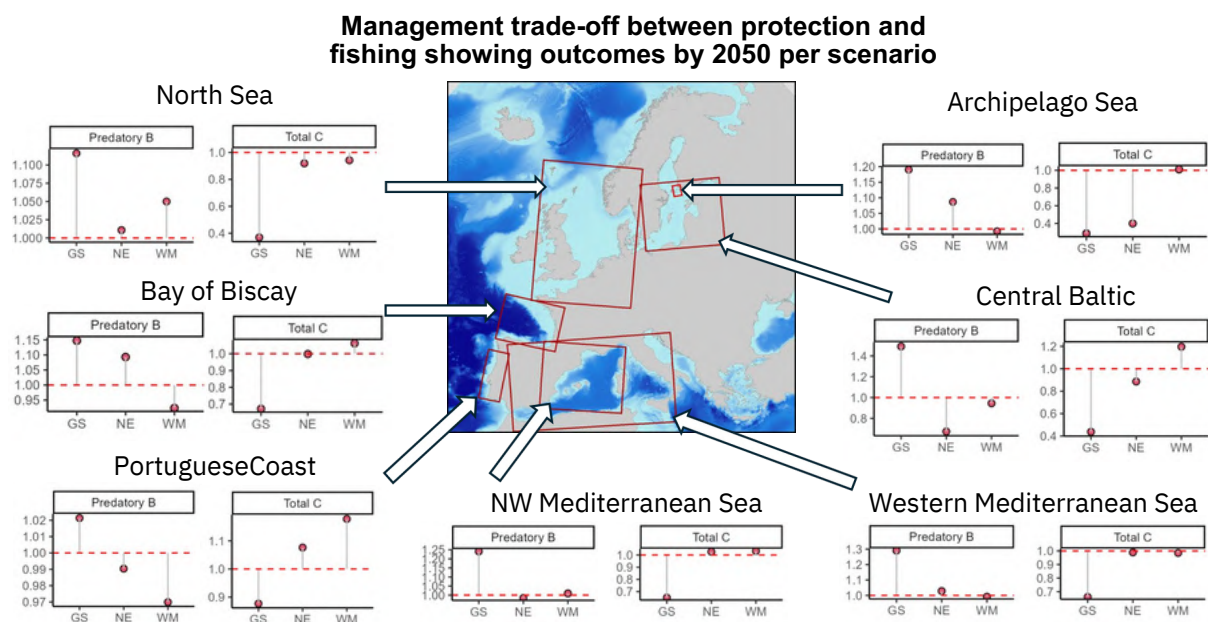 Management trade-off between protection and
fishing showing outcomes by 2050 per scenario
North Sea
Predatory B
Total C
1.100
1.075
1.050
1.025
1.000
1.0
0.8
0.6
0.4
GS NE WM
GS NE WM
Archipelago Sea
Predatory B
Total C
1.20
1.15
1.10
1.05
1.00
1.0
0.8
0.6
0.4
GS NE WM
GS NE WM
Bay of Biscay
Predatory B
Total C
1.15
1.10
1.05
1.00
0.95
1.0
0.9
0.8
0.7
GS NE WM
GS NE WM
Central Baltic
Predatory B
Total C
1.4
1.2
1.0
0.8
1.2
1.0
0.8
0.6
0.4
GS NE WM
GS NE WM
PortugueseCoast
Predatory B
Total C
1.02
1.01
1.00
0.99
0.98
0.97
1.1
1.0
0.9
GS NE WM
GS NE WM
NW Mediterranean Sea
Predatory B
Total C
1.25
1.20
1.15
1.10
1.05
1.00
1.0
0.9
0.8
0.7
GS NE WM
GS NE WM
Western Mediterranean Sea
Predatory B
Total C
1.3
1.2
1.1
1.0
1.0
0.9
0.8
0.7
GS NE WM
GS NE WM